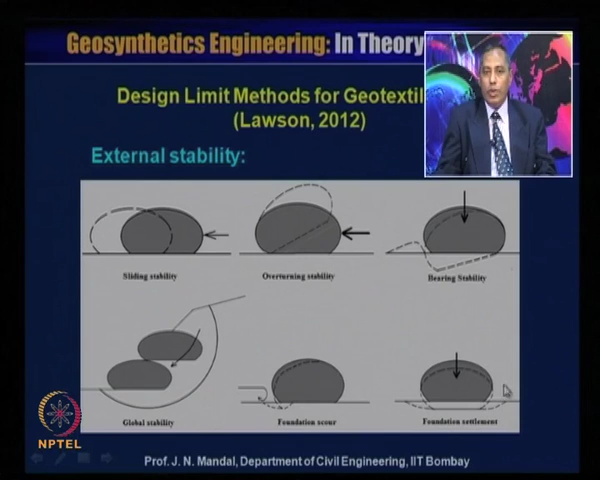 Geosynthetics Engineering: In Theory
Design Limit Methods for Geotextil
(Lawson, 2012)
External stability:
Sliding stability
Overturning stability
Bearing Stability
Global stability
Foundation scour
Foundation settlement
NPTEL
Prof. J. N. Mandal, Department of Civil Engineering, IIT Bombay